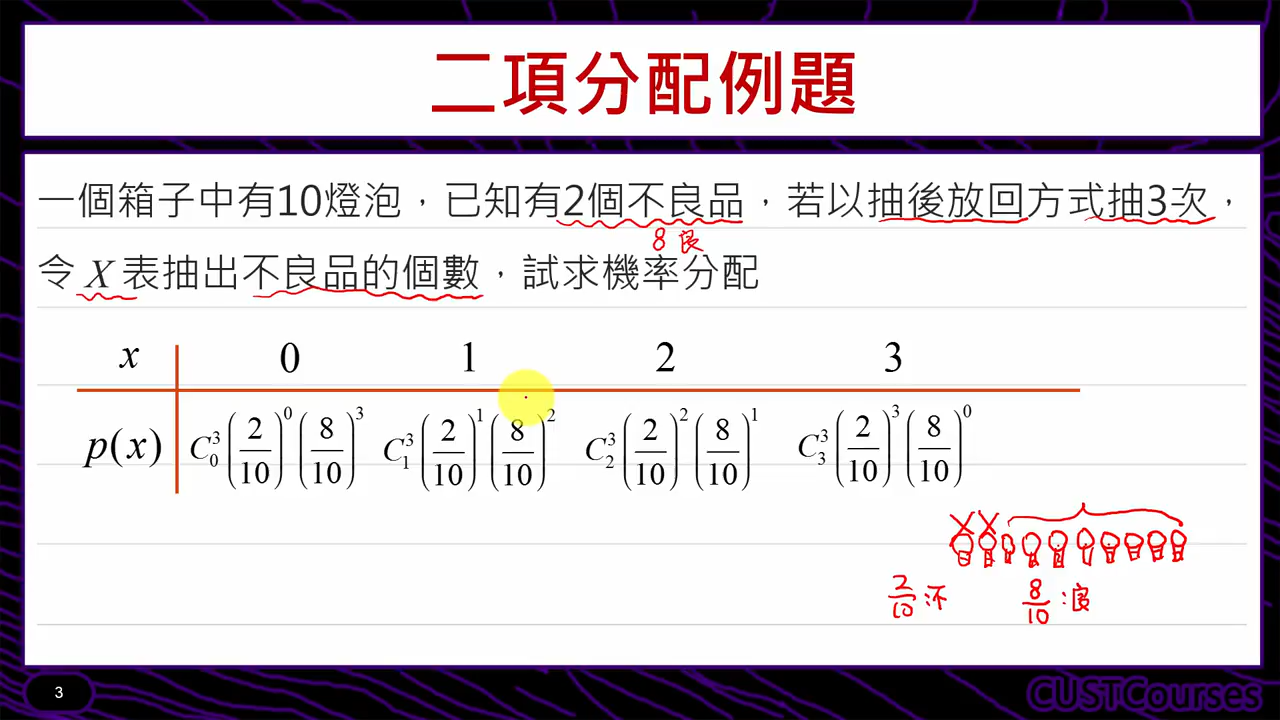 二項分配例題
一個箱子中有10燈泡，已知有2個不良品，若以抽後放回方式抽3次，
8良
令 X 表抽出不良品的個數，試求機率分配
x 0 1 2 3
p(x) C₀³(2/10)⁰(8/10)³ C₁³(2/10)¹(8/10)² C₂³(2/10)²(8/10)¹ C₃³(2/10)³(8/10)⁰
2/10 不 8/10 良
3
CUSTCourses